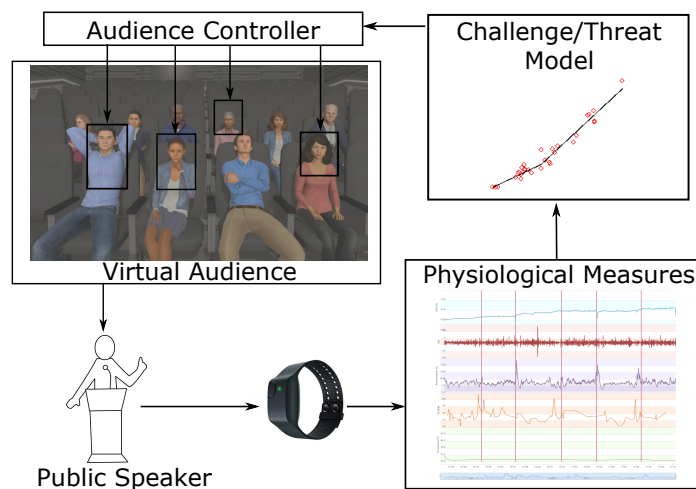 Audience Controller
Challenge/Threat
Model
Virtual Audience
Physiological Measures
Public Speaker